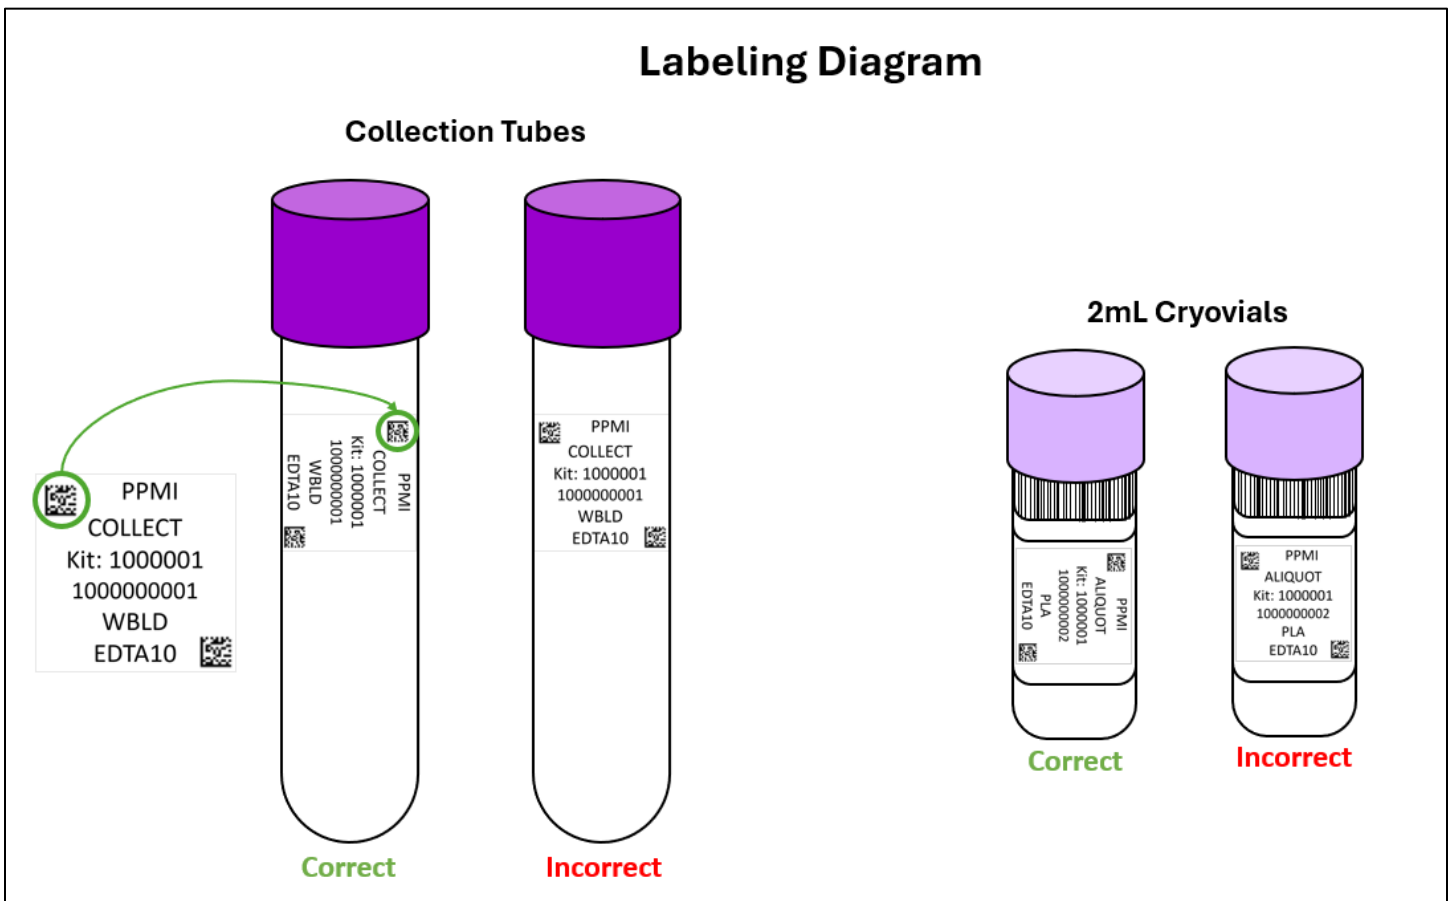 Labeling Diagram
Collection Tubes
2mL Cryovials
PPMI
COLLECT
Kit: 1000001
1000000001
WBLD
EDTA10
PPMI
COLLECT
Kit: 1000001
1000000001
WBLD
EDTA10
PPMI
COLLECT
Kit: 1000001
1000000001
WBLD
EDTA10
PPMI
ALIQUOT
Kit: 1000001
1000000002
PLA
EDTA10
PPMI
ALIQUOT
Kit: 1000001
1000000002
PLA
EDTA10
Correct
Incorrect
Correct
Incorrect